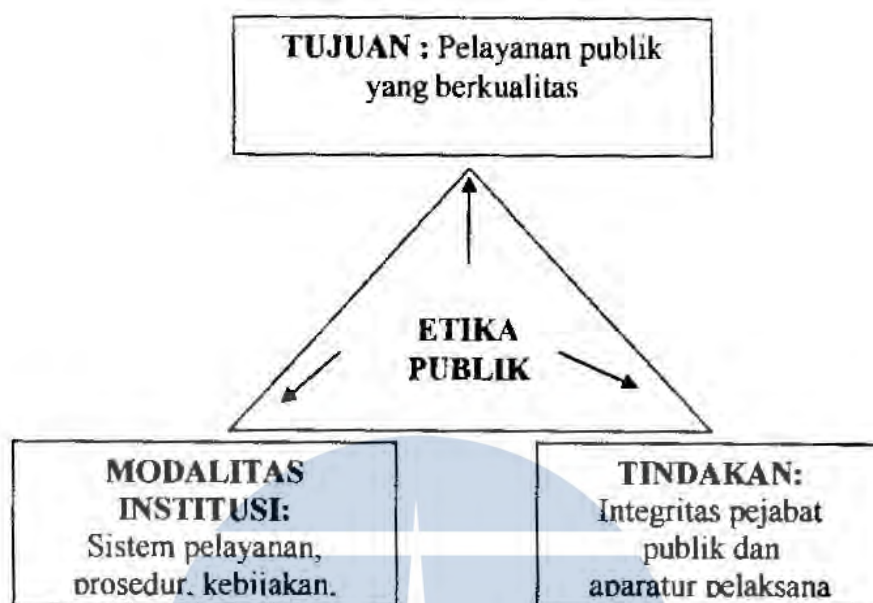 TUJUAN : Pelayanan publik
yang berkualitas
ETIKA
PUBLIK
MODALITAS
INSTITUSI:
Sistem pelayanan,
prosedur, kebijakan,
TINDAKAN:
Integritas pejabat
publik dan
aparatur pelaksana